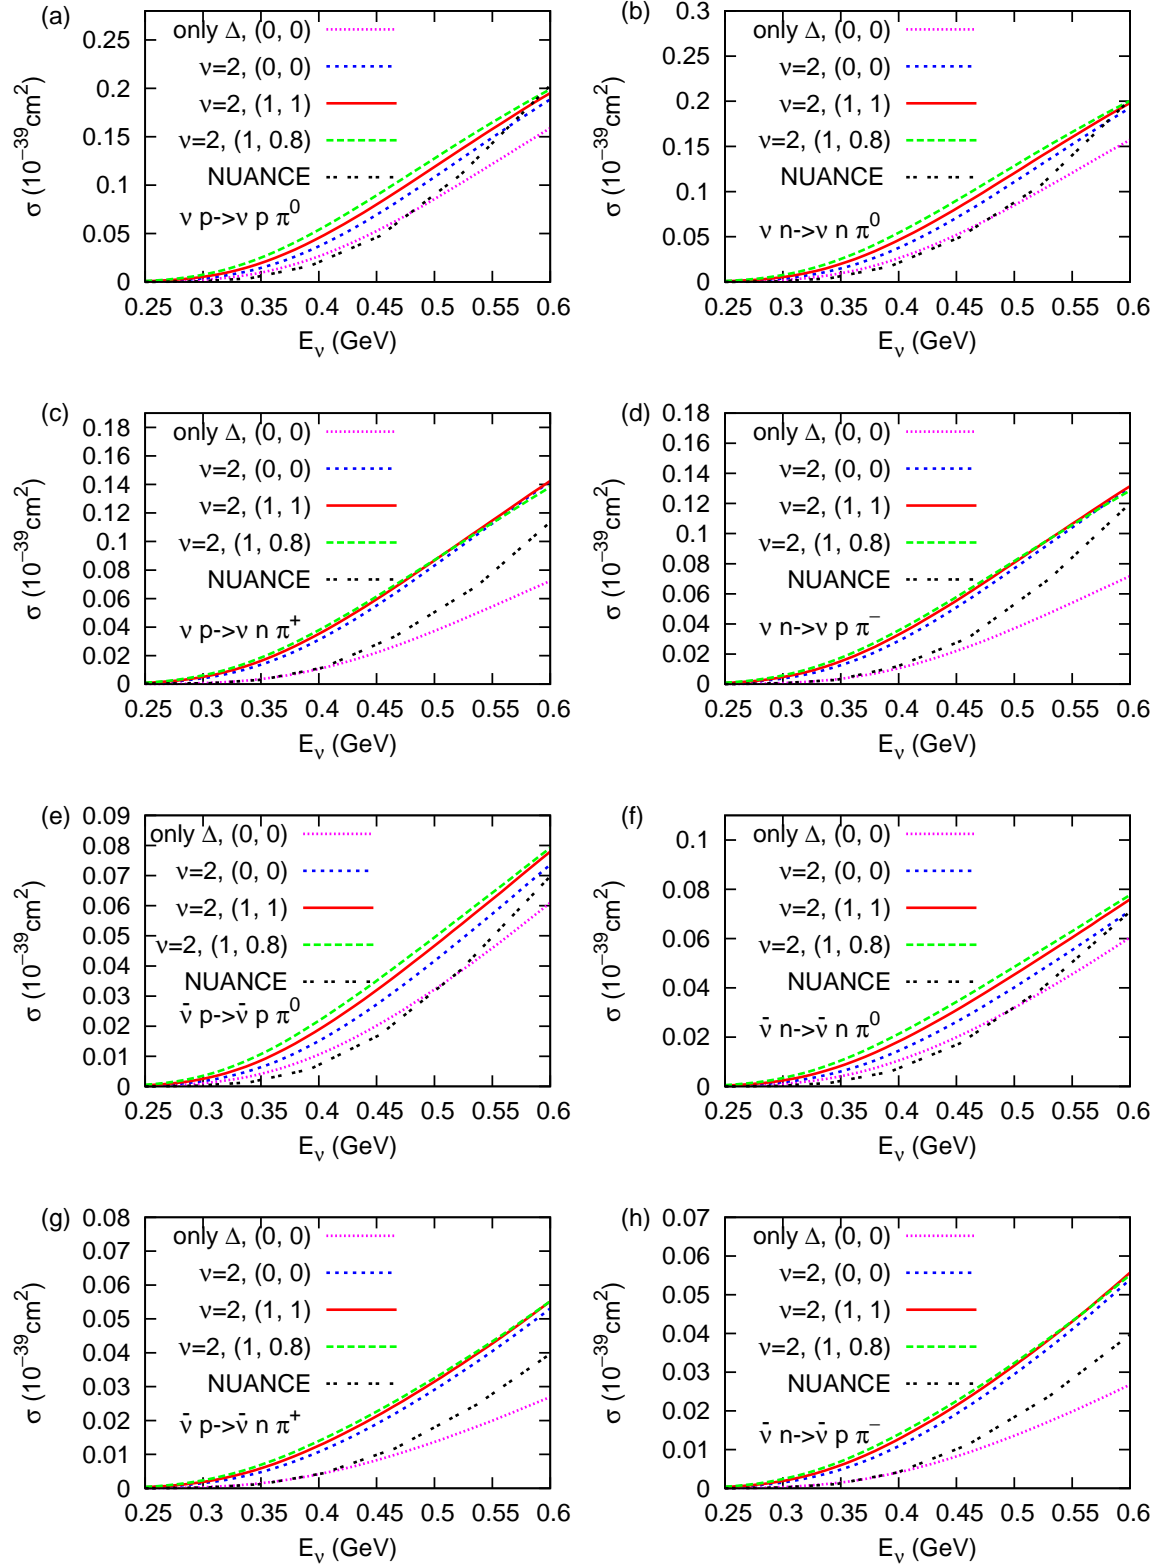 (a)
σ (10⁻³⁹cm²)
0.25
0.2
0.15
0.1
0.05
0
only Δ, (0, 0)
ν=2, (0, 0)
ν=2, (1, 1)
ν=2, (1, 0.8)
NUANCE
ν p->ν p π⁰
0.25 0.3 0.35 0.4 0.45 0.5 0.55 0.6
E_ν (GeV)
(b)
σ (10⁻³⁹cm²)
0.3
0.25
0.2
0.15
0.1
0.05
0
only Δ, (0, 0)
ν=2, (0, 0)
ν=2, (1, 1)
ν=2, (1, 0.8)
NUANCE
ν n->ν n π⁰
0.25 0.3 0.35 0.4 0.45 0.5 0.55 0.6
E_ν (GeV)
(c)
σ (10⁻³⁹cm²)
0.18
0.16
0.14
0.12
0.1
0.08
0.06
0.04
0.02
0
only Δ, (0, 0)
ν=2, (0, 0)
ν=2, (1, 1)
ν=2, (1, 0.8)
NUANCE
ν p->ν n π⁺
0.25 0.3 0.35 0.4 0.45 0.5 0.55 0.6
E_ν (GeV)
(d)
σ (10⁻³⁹cm²)
0.18
0.16
0.14
0.12
0.1
0.08
0.06
0.04
0.02
0
only Δ, (0, 0)
ν=2, (0, 0)
ν=2, (1, 1)
ν=2, (1, 0.8)
NUANCE
ν n->ν p π⁻
0.25 0.3 0.35 0.4 0.45 0.5 0.55 0.6
E_ν (GeV)
(e)
σ (10⁻³⁹cm²)
0.09
0.08
0.07
0.06
0.05
0.04
0.03
0.02
0.01
0
only Δ, (0, 0)
ν=2, (0, 0)
ν=2, (1, 1)
ν=2, (1, 0.8)
NUANCE
ν̄ p->ν̄ p π⁰
0.25 0.3 0.35 0.4 0.45 0.5 0.55 0.6
E_ν (GeV)
(f)
σ (10⁻³⁹cm²)
0.1
0.08
0.06
0.04
0.02
0
only Δ, (0, 0)
ν=2, (0, 0)
ν=2, (1, 1)
ν=2, (1, 0.8)
NUANCE
ν̄ n->ν̄ n π⁰
0.25 0.3 0.35 0.4 0.45 0.5 0.55 0.6
E_ν (GeV)
(g)
σ (10⁻³⁹cm²)
0.08
0.07
0.06
0.05
0.04
0.03
0.02
0.01
0
only Δ, (0, 0)
ν=2, (0, 0)
ν=2, (1, 1)
ν=2, (1, 0.8)
NUANCE
ν̄ p->ν̄ n π⁺
0.25 0.3 0.35 0.4 0.45 0.5 0.55 0.6
E_ν (GeV)
(h)
σ (10⁻³⁹cm²)
0.07
0.06
0.05
0.04
0.03
0.02
0.01
0
only Δ, (0, 0)
ν=2, (0, 0)
ν=2, (1, 1)
ν=2, (1, 0.8)
NUANCE
ν̄ n->ν̄ p π⁻
0.25 0.3 0.35 0.4 0.45 0.5 0.55 0.6
E_ν (GeV)